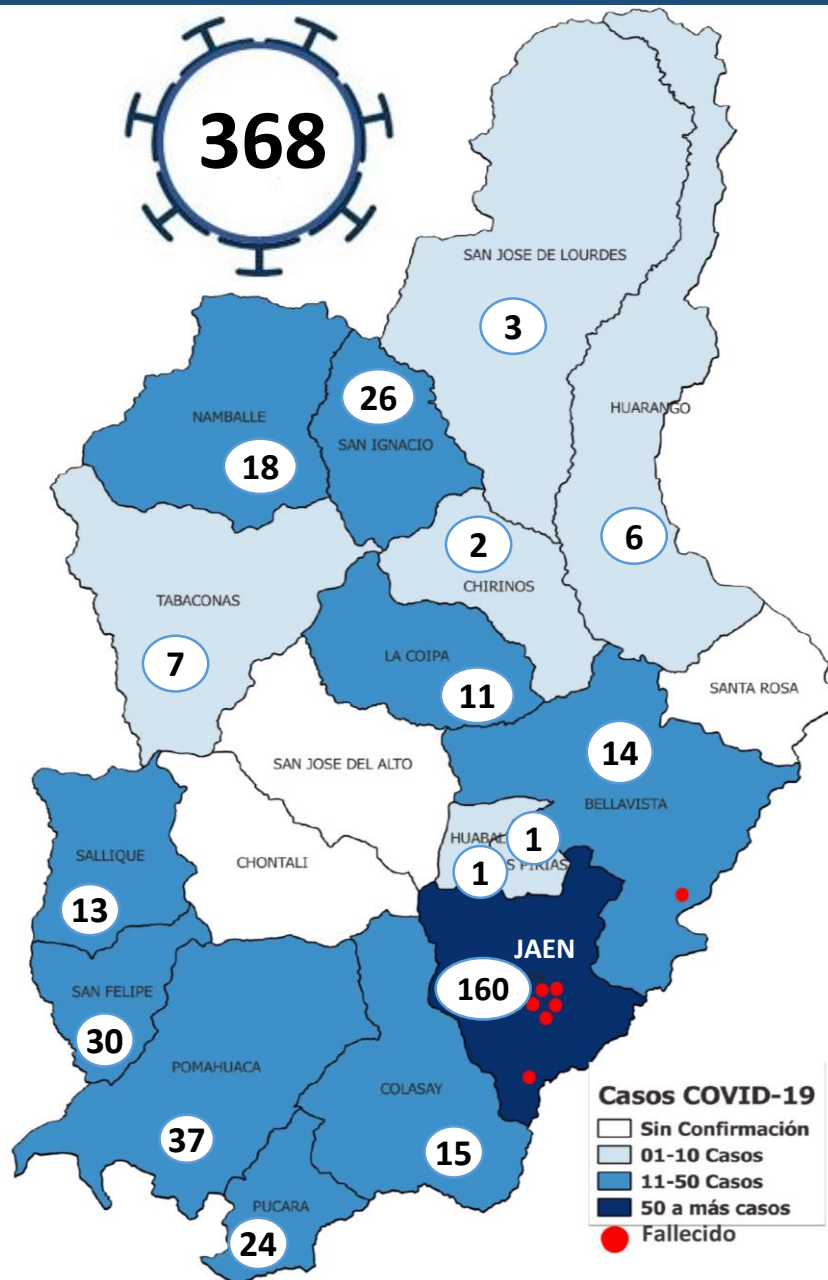 368
SAN JOSE DE LOURDES
3
26
HUARANGO
NAMBALLE
SAN IGNACIO
18
6
2
CHIRINOS
TABACONAS
LA COIPA
7
11
SANTA ROSA
14
SAN JOSE DEL ALTO
BELLAVISTA
1
SALLIQUE
CHONTALI
PIRIAS
1
13
JAEN
160
SAN FELIPE
30
POMAHUACA
COLASAY
37
15
PUCARA
24
Casos COVID-19
Sin Confirmación
01-10 Casos
11-50 Casos
50 a más casos
Fallecido